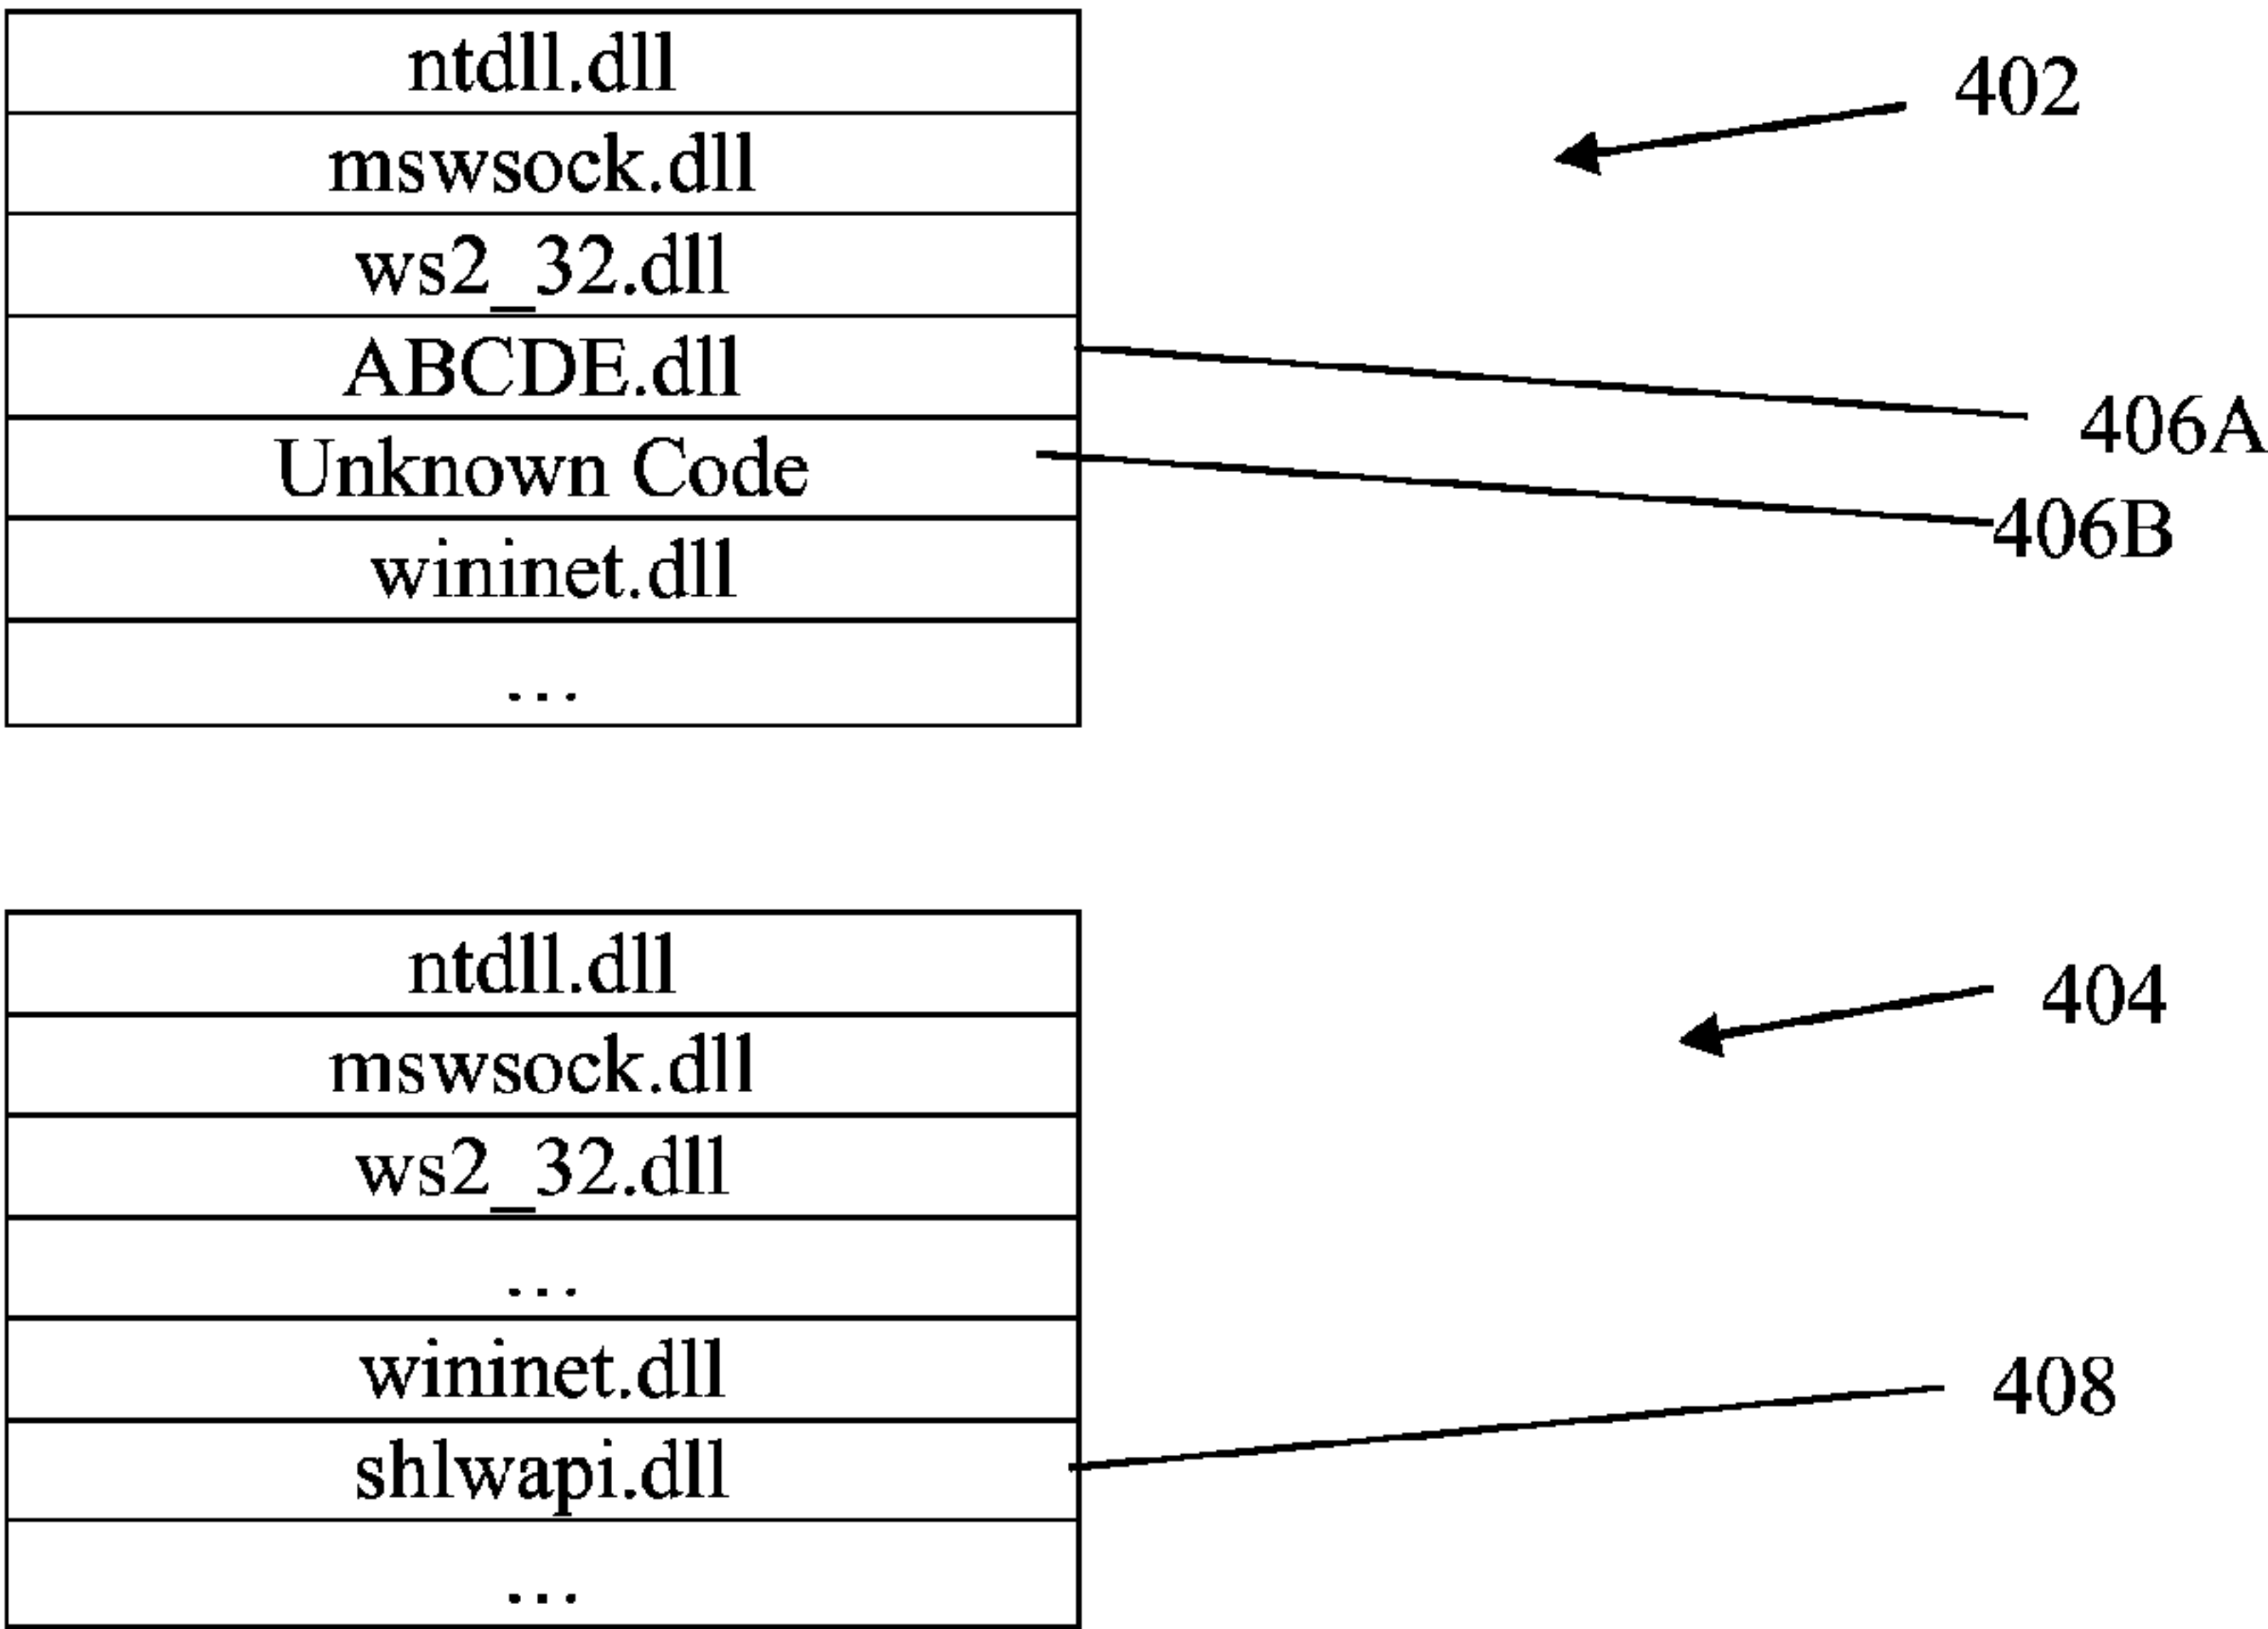 ntdll.dll
402
mswsock.dll
ws2_32.dll
ABCDE.dll
406A
Unknown Code
406B
wininet.dll
...
ntdll.dll
404
mswsock.dll
ws2_32.dll
...
wininet.dll
408
shlwapi.dll
...